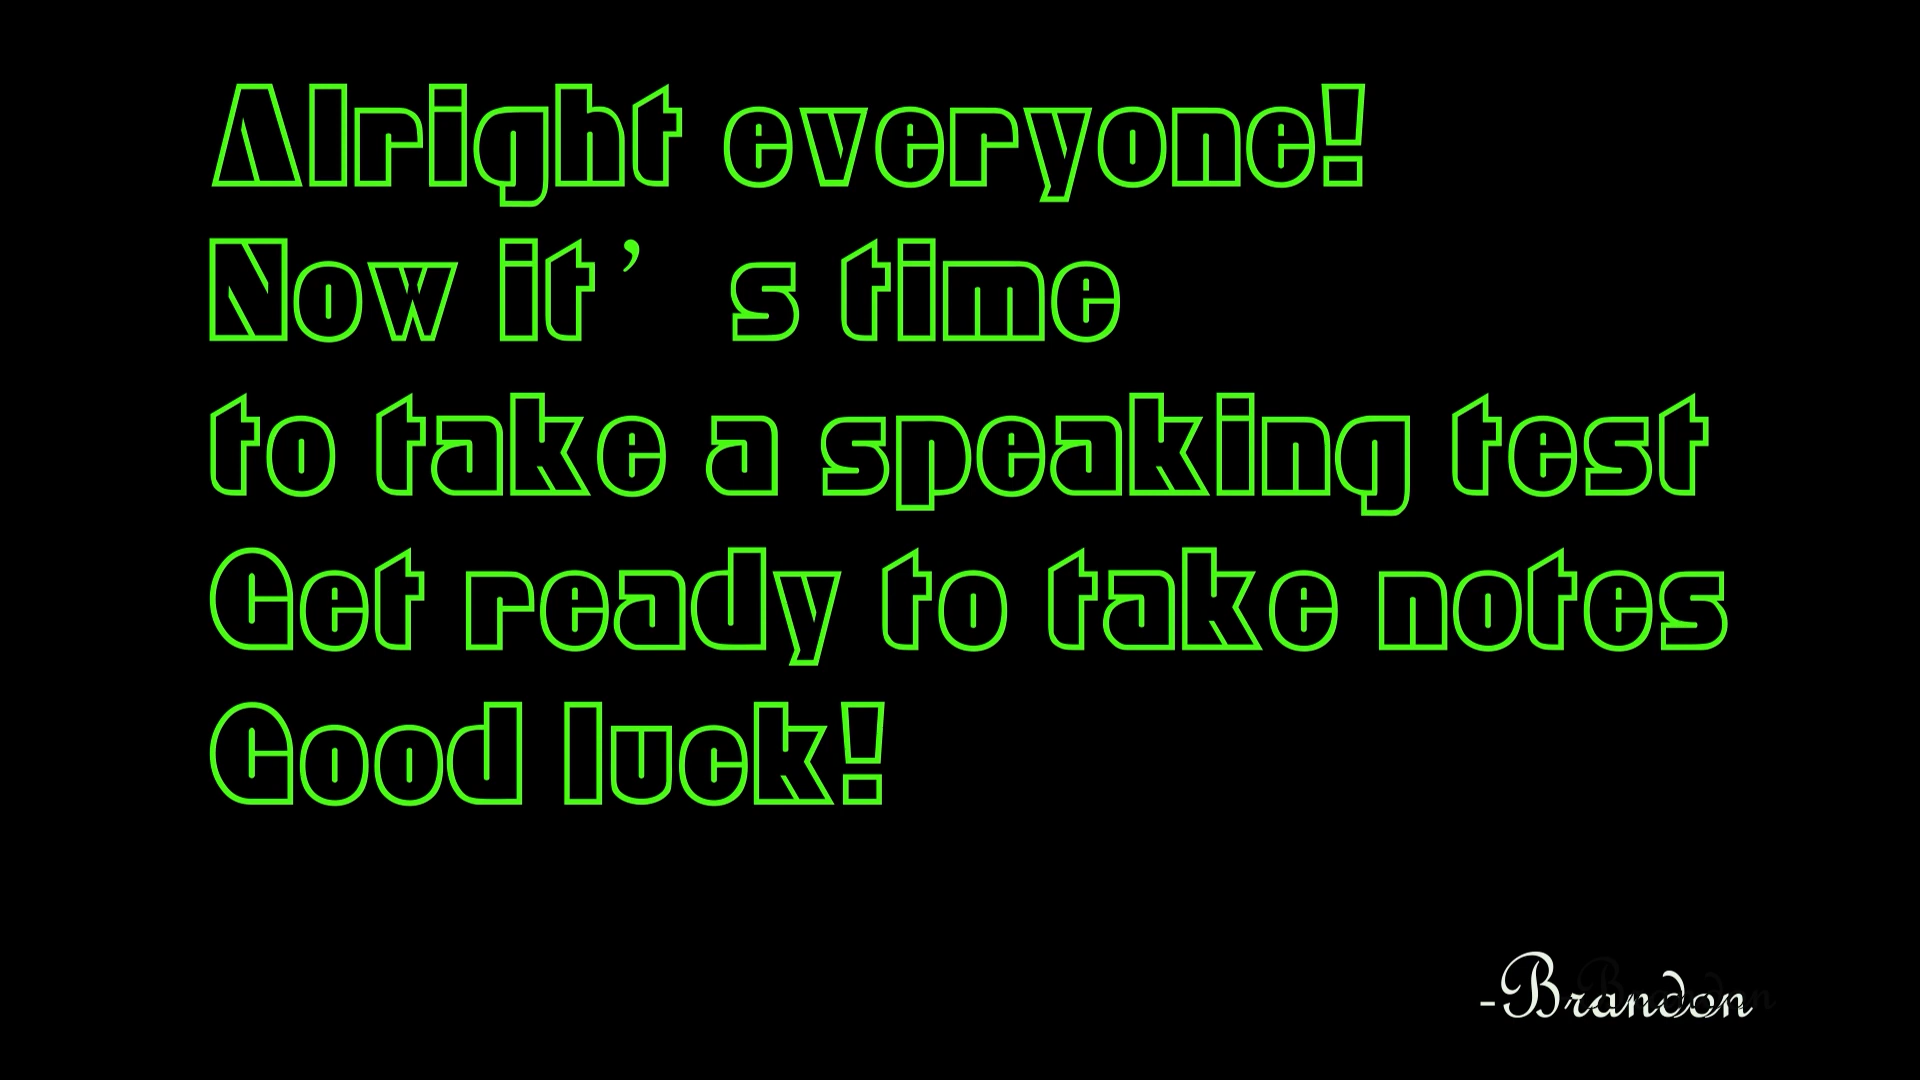 Alright everyone!
Now it’s time
to take a speaking test
Get ready to take notes
Good luck!
-Brandon